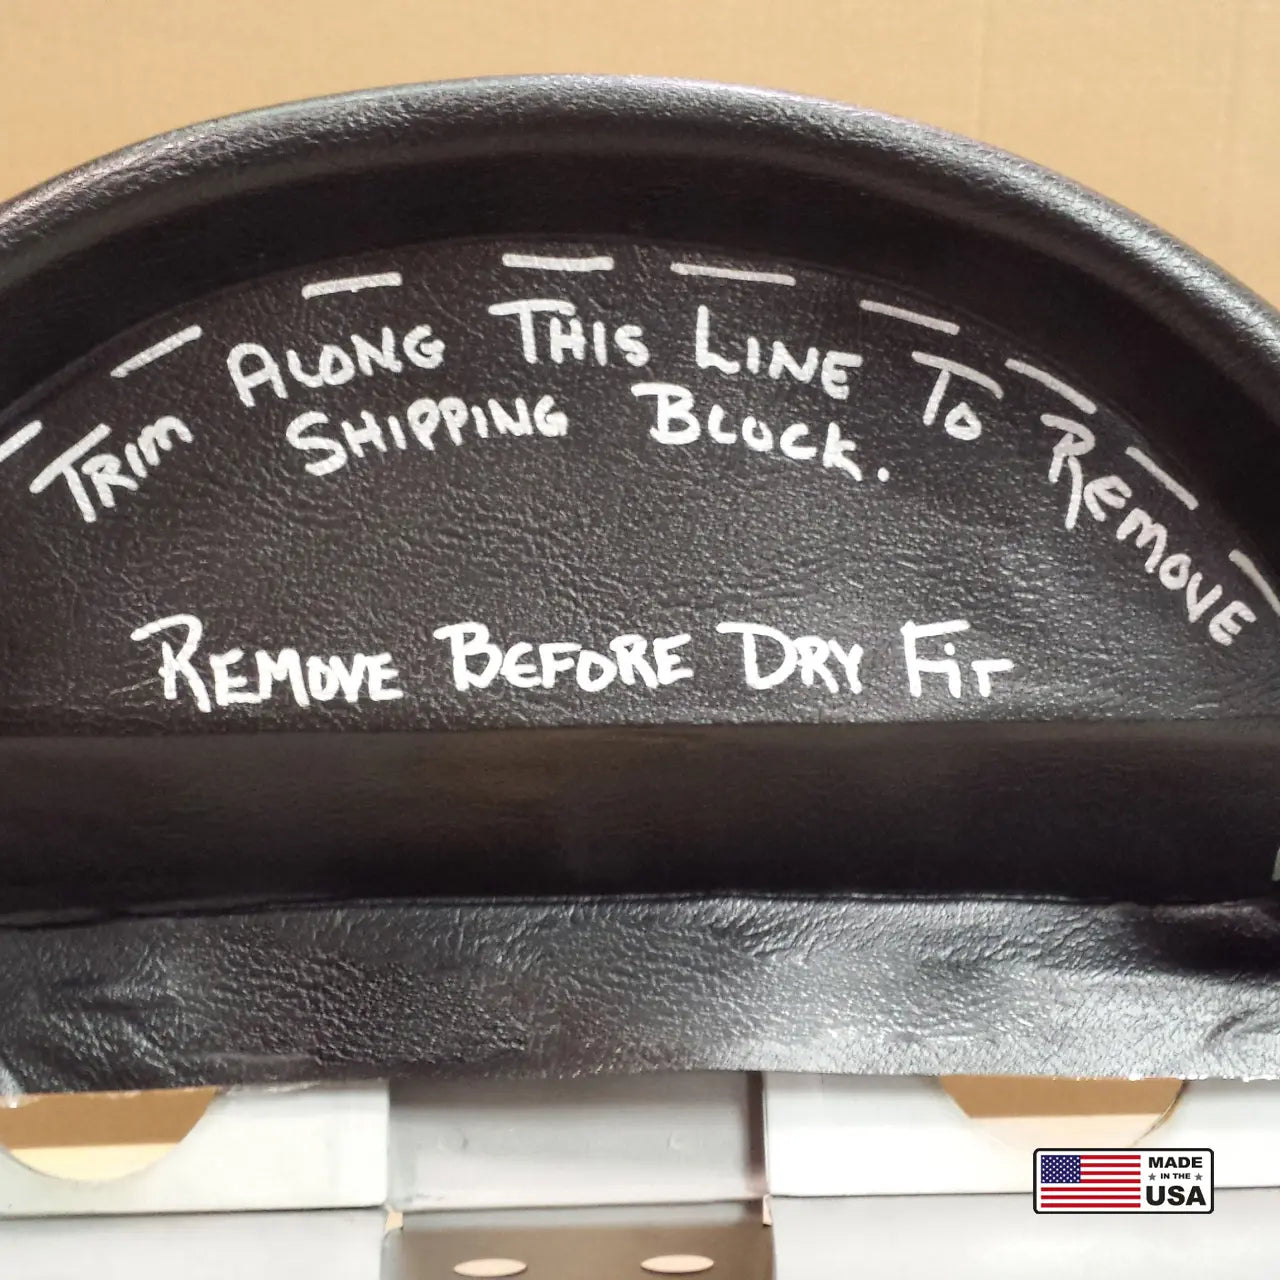 TRIM ALONG THIS LINE TO REMOVE
SHIPPING BLOCK.
REMOVE BEFORE DRY FIT
MADE
IN THE
USA